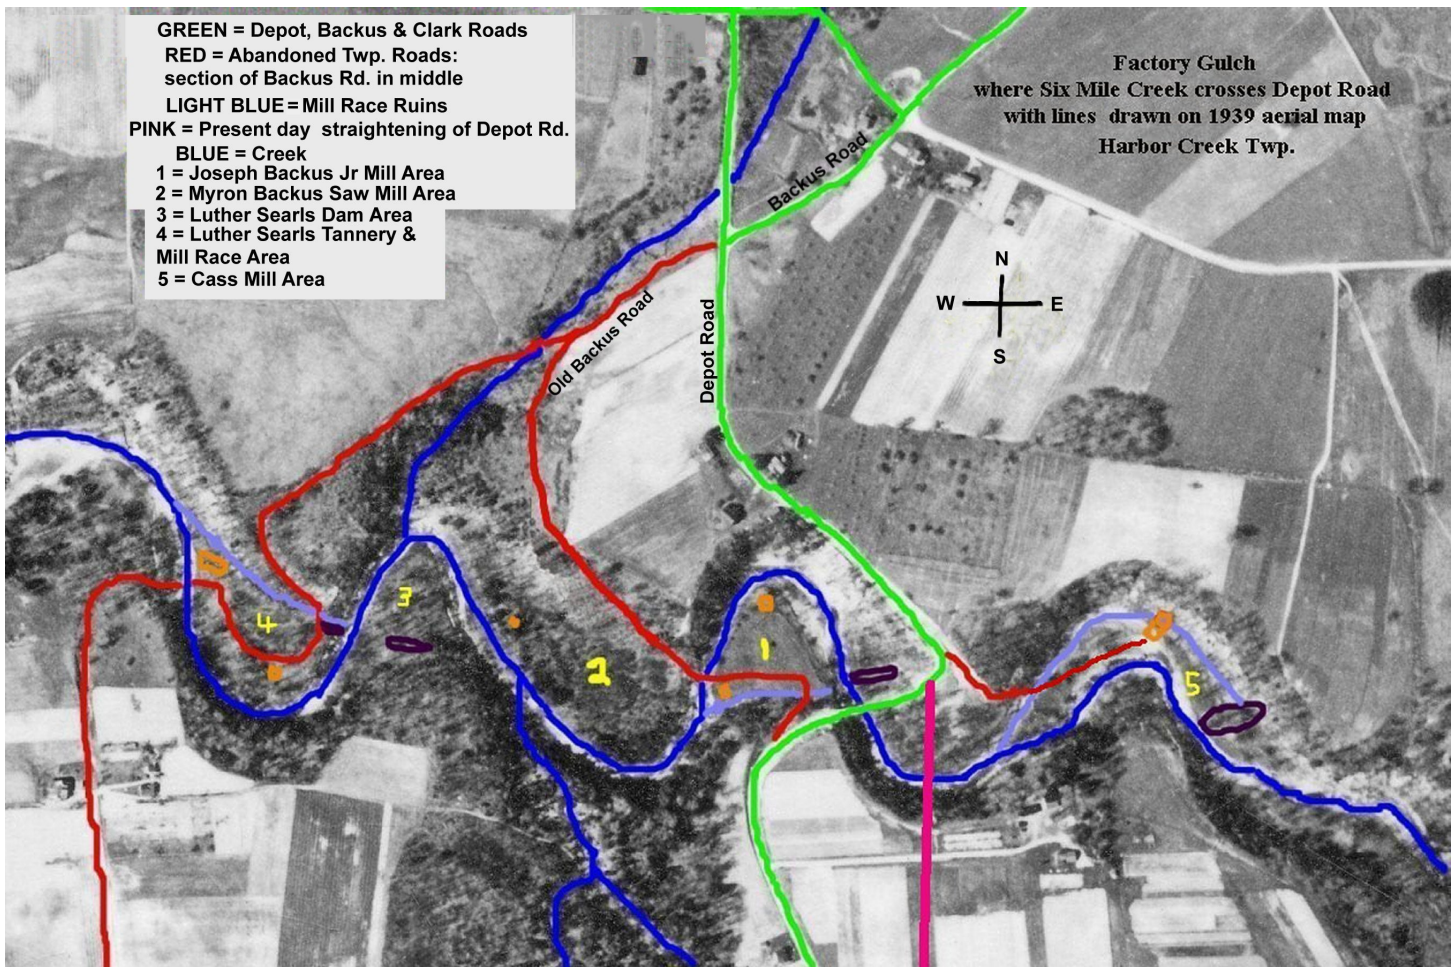 GREEN = Depot, Backus & Clark Roads
RED = Abandoned Twp. Roads:
section of Backus Rd. in middle
LIGHT BLUE = Mill Race Ruins
PINK = Present day straightening of Depot Rd.
BLUE = Creek
1 = Joseph Backus Jr Mill Area
2 = Myron Backus Saw Mill Area
3 = Luther Searls Dam Area
4 = Luther Searls Tannery &
Mill Race Area
5 = Cass Mill Area
Factory Gulch
where Six Mile Creek crosses Depot Road
with lines drawn on 1939 aerial map
Harbor Creek Twp.
Backus Road
N
W E
S
Old Backus Road
Depot Road
3
4
1
2
5